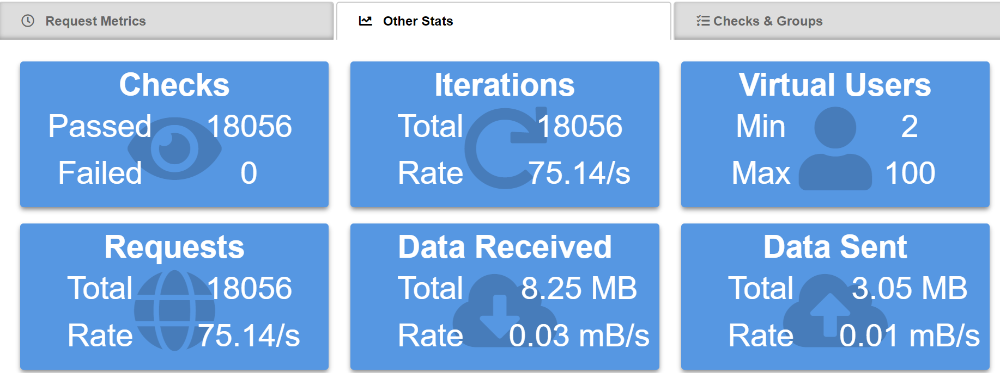 Request Metrics
Other Stats
Checks & Groups
Checks
Passed 18056
Failed 0
Iterations
Total 18056
Rate 75.14/s
Virtual Users
Min 2
Max 100
Requests
Total 18056
Rate 75.14/s
Data Received
Total 8.25 MB
Rate 0.03 mB/s
Data Sent
Total 3.05 MB
Rate 0.01 mB/s